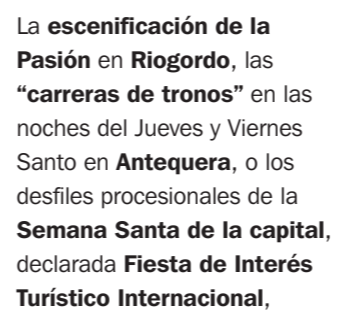 La escenificación de la
Pasión en Riogordo, las
“carreras de tronos” en las
noches del Jueves y Viernes
Santo en Antequera, o los
desfiles procesionales de la
Semana Santa de la capital,
declarada Fiesta de Interés
Turístico Internacional,